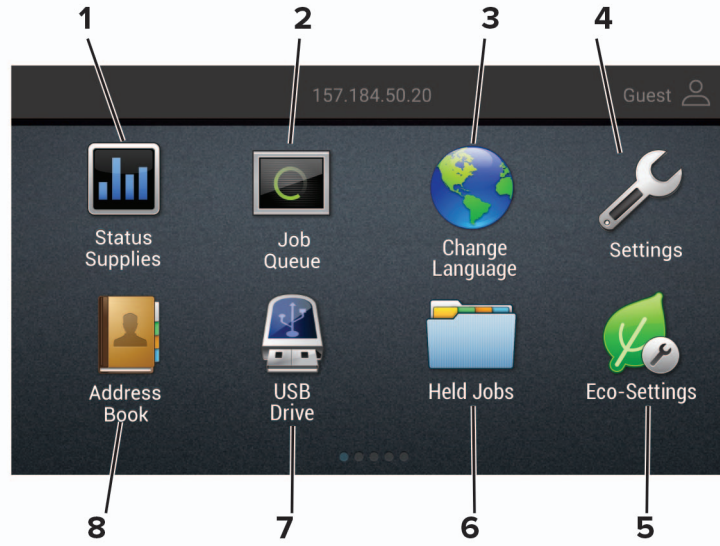 1 2 3 4
157.184.50.20 Guest
Status
Supplies
Job
Queue
Change
Language
Settings
Address
Book
USB
Drive
Held Jobs
Eco-Settings
8 7 6 5